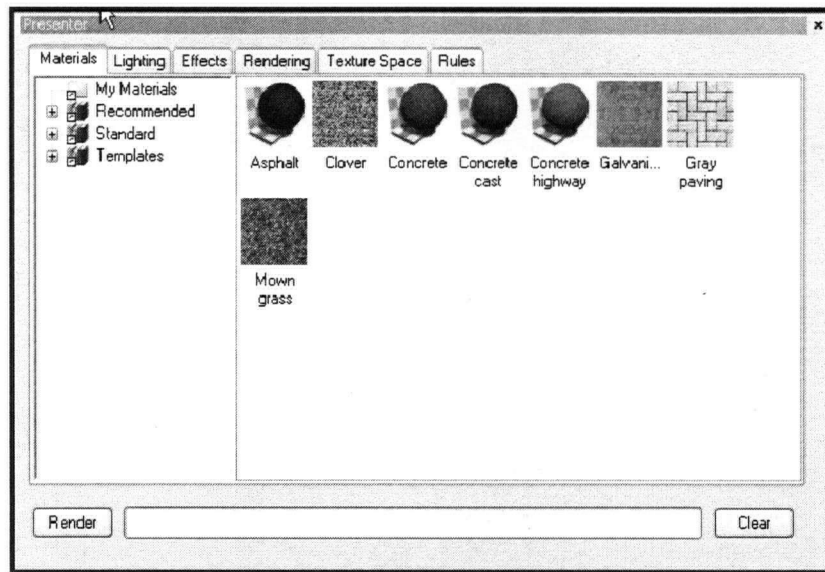 Presenter
x
Materials Lighting Effects Rendering Texture Space Rules
My Materials
Recommended
Standard
Templates
Asphalt Clover Concrete Concrete cast Concrete highway Galvani... Gray paving
Mown grass
Render Clear